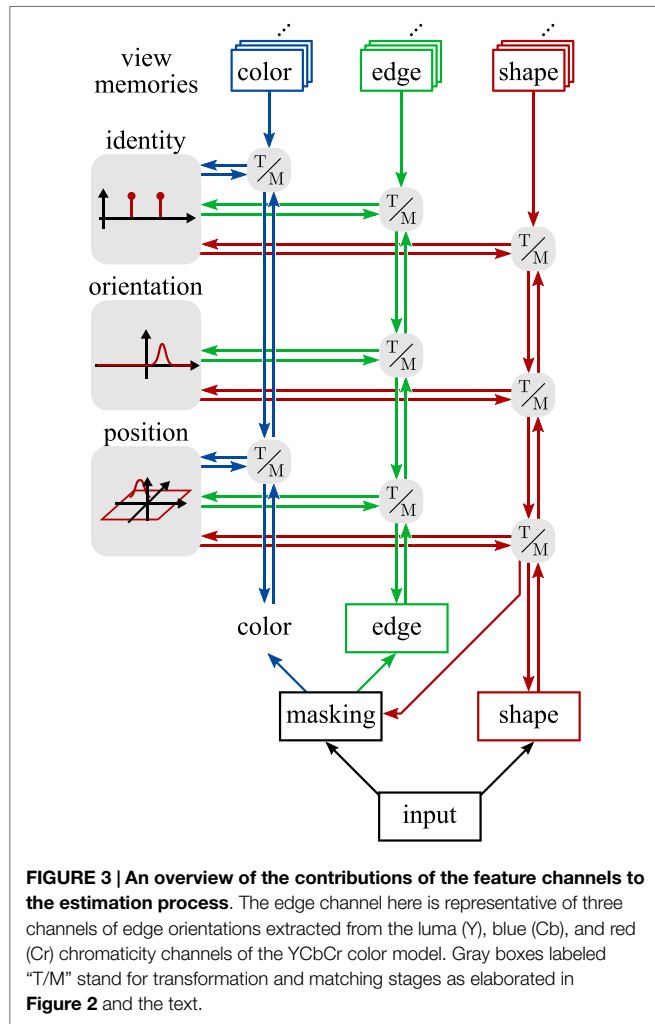 view memories
color
edge
shape
identity
T/M
T/M
T/M
orientation
T/M
T/M
position
T/M
T/M
T/M
color
edge
masking
shape
input
FIGURE 3 | An overview of the contributions of the feature channels to
the estimation process. The edge channel here is representative of three
channels of edge orientations extracted from the luma (Y), blue (Cb), and red
(Cr) chromaticity channels of the YCbCr color model. Gray boxes labeled
“T/M” stand for transformation and matching stages as elaborated in
Figure 2 and the text.